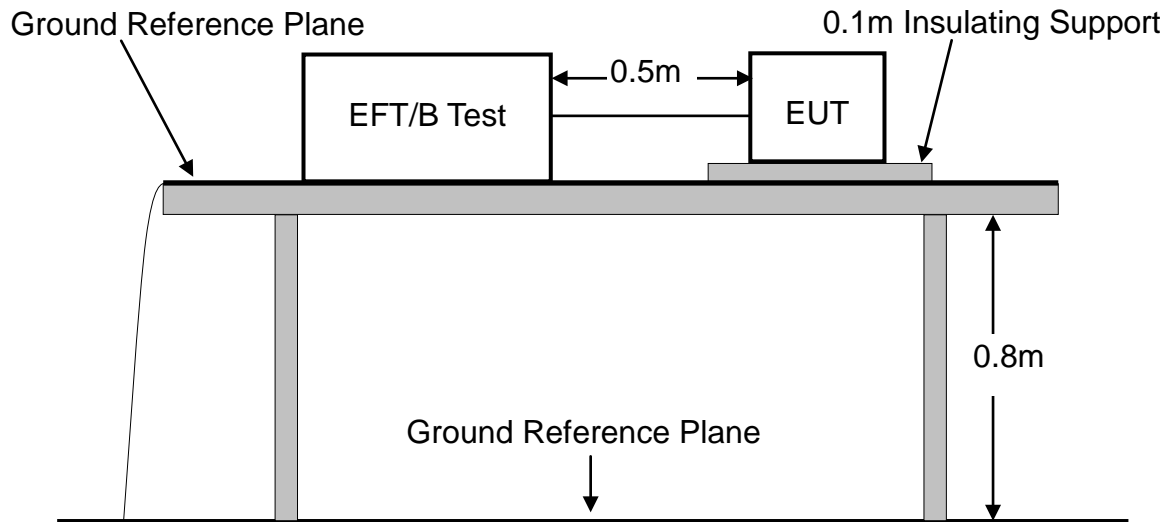 Ground Reference Plane
0.1m Insulating Support
0.5m
EFT/B Test
EUT
0.8m
Ground Reference Plane